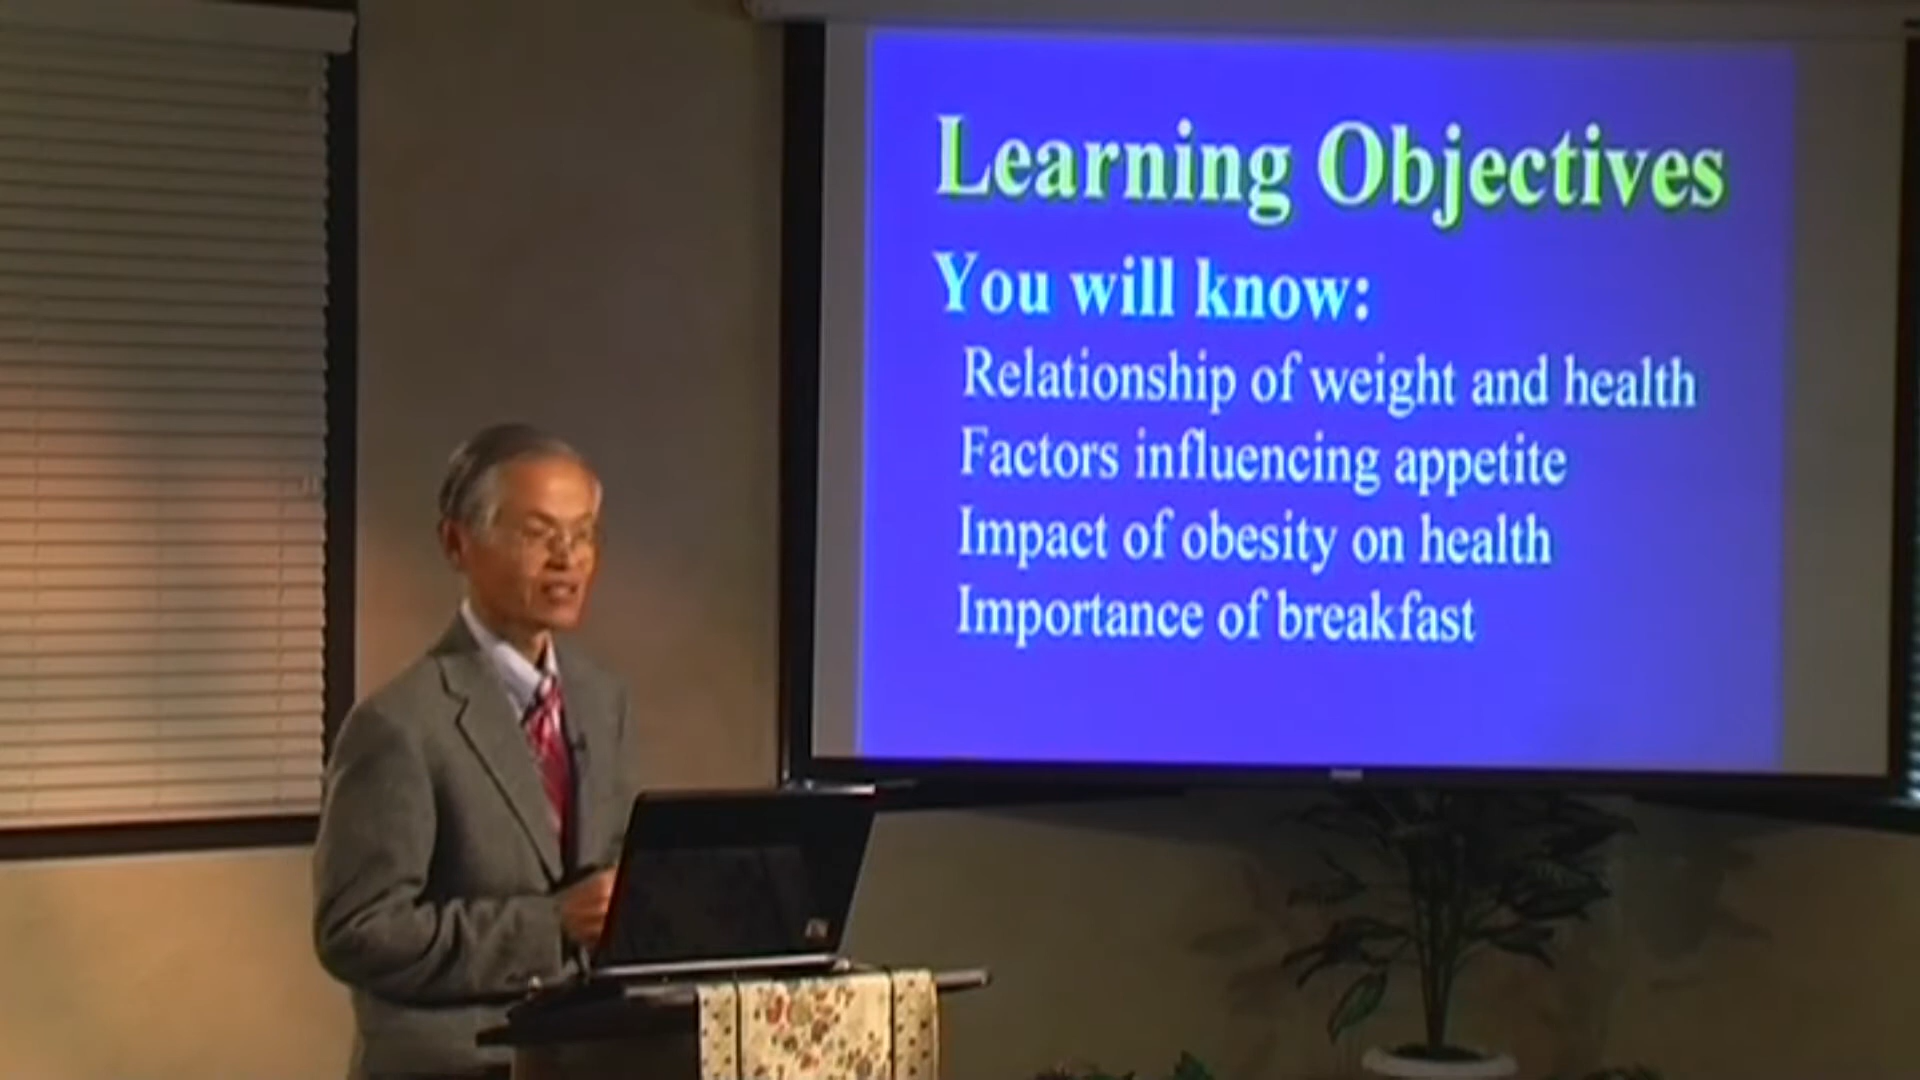 Learning Objectives
You will know:
Relationship of weight and health
Factors influencing appetite
Impact of obesity on health
Importance of breakfast